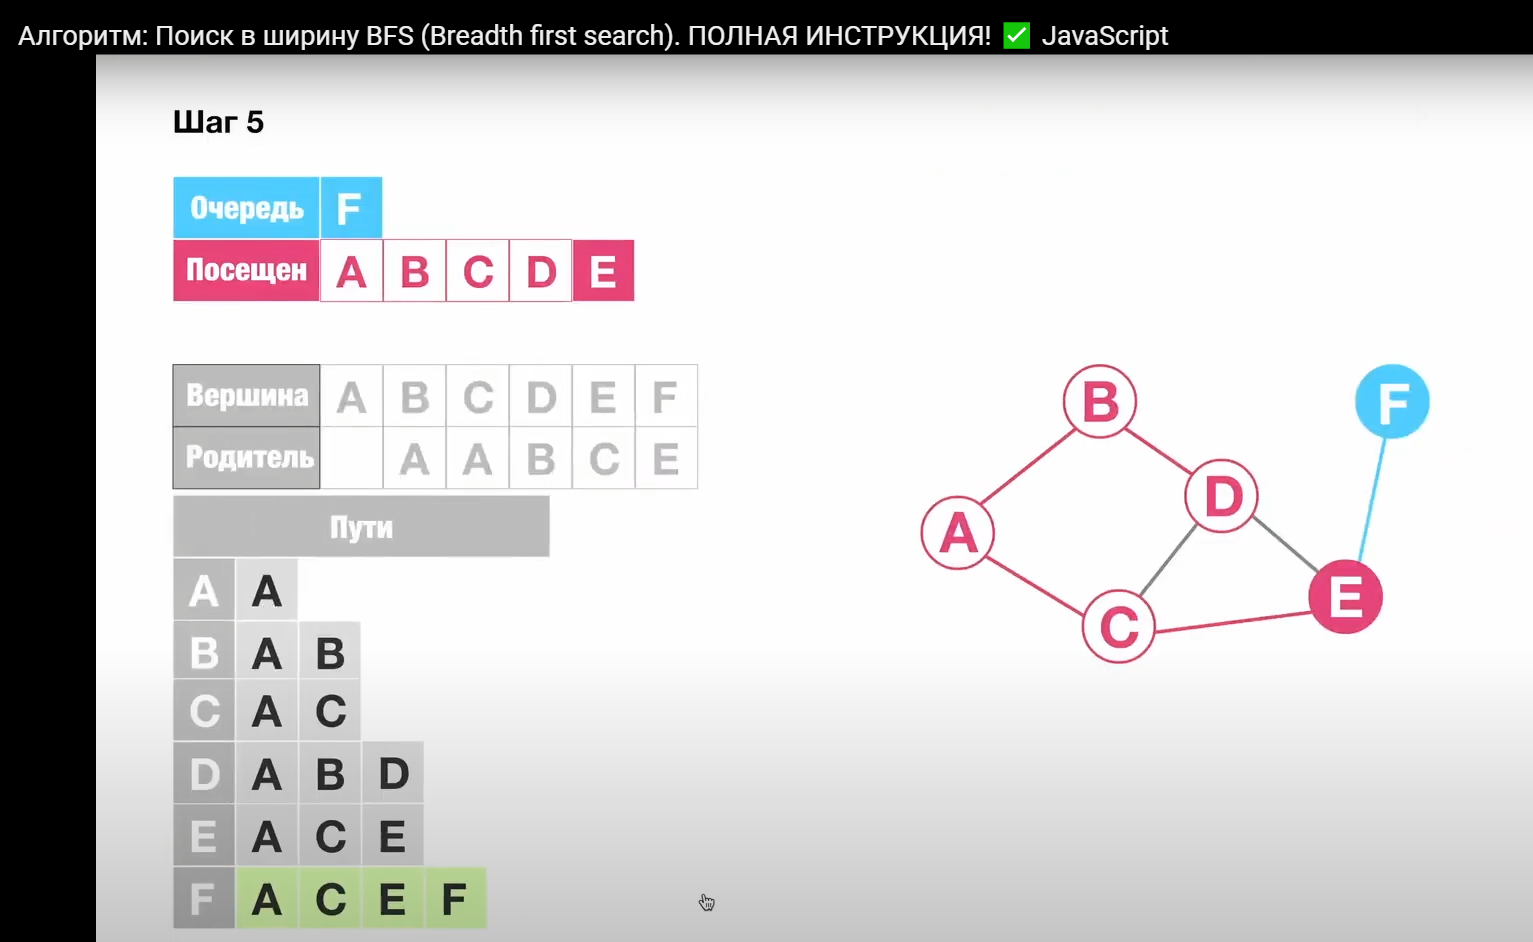 Алгоритм: Поиск в ширину BFS (Breadth first search). ПОЛНАЯ ИНСТРУКЦИЯ! ✅ JavaScript
Шаг 5
Очередь F
Посещен A B C D E
Вершина A B C D E F
Родитель A A B C E
Пути
A A
B A B
C A C
D A B D
E A C E
F A C E F
B
F
D
A
E
C